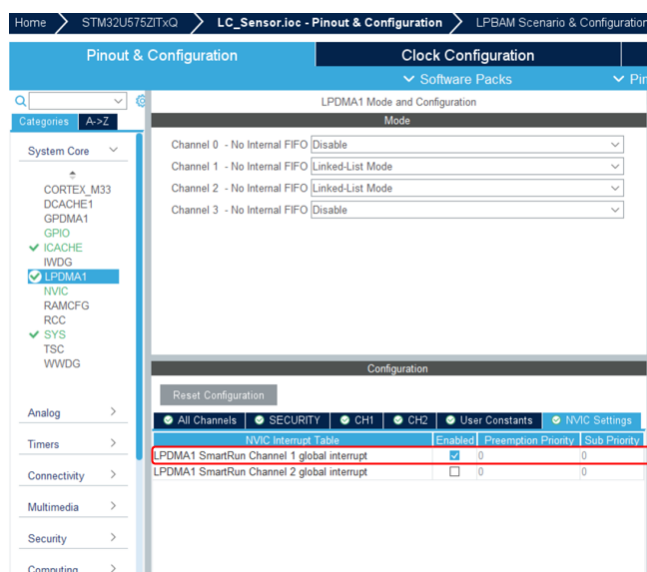 Home STM32U575ZITxQ LC_Sensor.ioc - Pinout & Configuration LPBAM Scenario & Configuration
Pinout & Configuration Clock Configuration
Software Packs Pin
LPDMA1 Mode and Configuration
Categories A->Z
Mode
System Core
CORTEX_M33
DCACHE1
GPDMA1
GPIO
ICACHE
IWDG
LPDMA1
NVIC
RAMCFG
RCC
SYS
TSC
WWDG
Analog
Timers
Connectivity
Multimedia
Security
Computing
Channel 0 - No Internal FIFO Disable
Channel 1 - No Internal FIFO Linked-List Mode
Channel 2 - No Internal FIFO Linked-List Mode
Channel 3 - No Internal FIFO Disable
Configuration
Reset Configuration
All Channels SECURITY CH1 CH2 User Constants NVIC Settings
NVIC Interrupt Table Enabled Preemption Priority Sub Priority
LPDMA1 SmartRun Channel 1 global interrupt 0 0
LPDMA1 SmartRun Channel 2 global interrupt 0 0